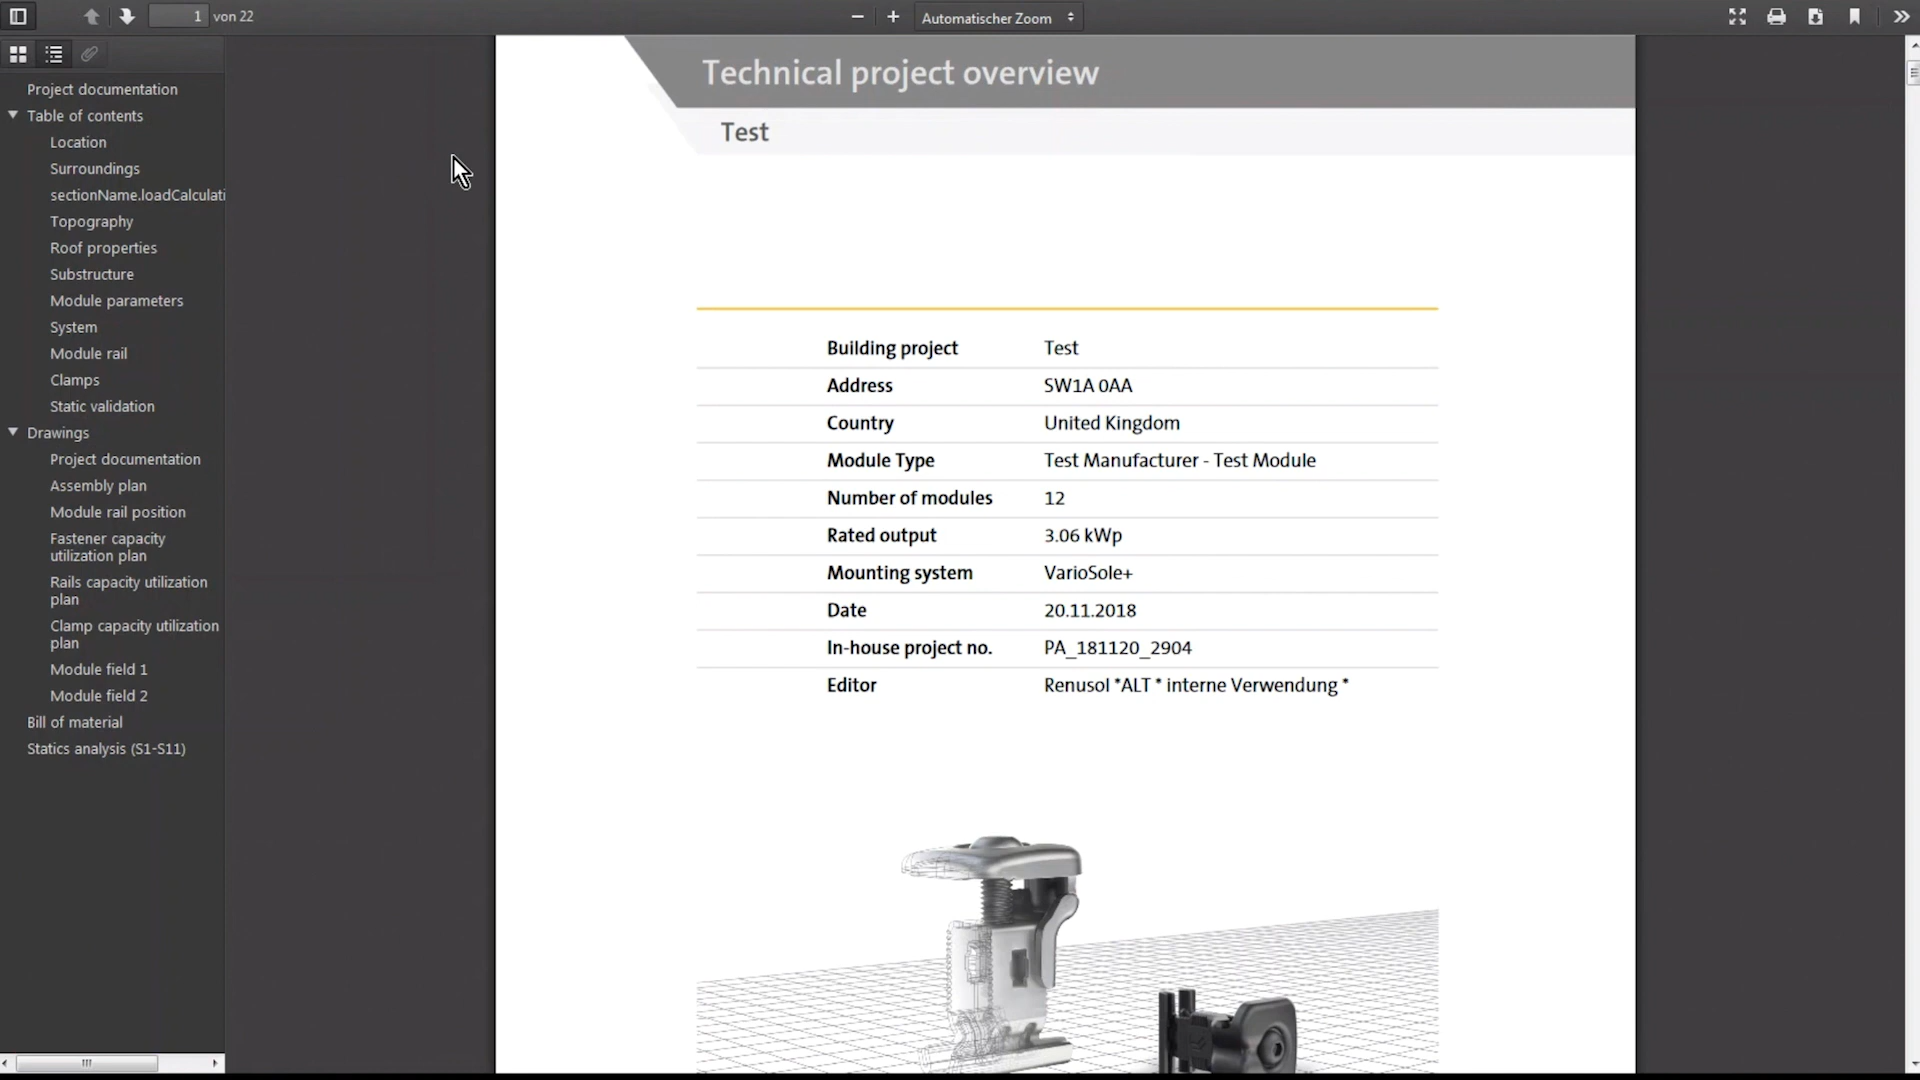 1 von 22
Automatischer Zoom
Project documentation
Table of contents
Location
Surroundings
sectionName.loadCalculati
Topography
Roof properties
Substructure
Module parameters
System
Module rail
Clamps
Static validation
Drawings
Project documentation
Assembly plan
Module rail position
Fastener capacity
utilization plan
Rails capacity utilization
plan
Clamp capacity utilization
plan
Module field 1
Module field 2
Bill of material
Statics analysis (S1-S11)
Technical project overview
Test
Building project Test
Address SW1A 0AA
Country United Kingdom
Module Type Test Manufacturer - Test Module
Number of modules 12
Rated output 3.06 kWp
Mounting system VarioSole+
Date 20.11.2018
In-house project no. PA_181120_2904
Editor Renusol *ALT * interne Verwendung *